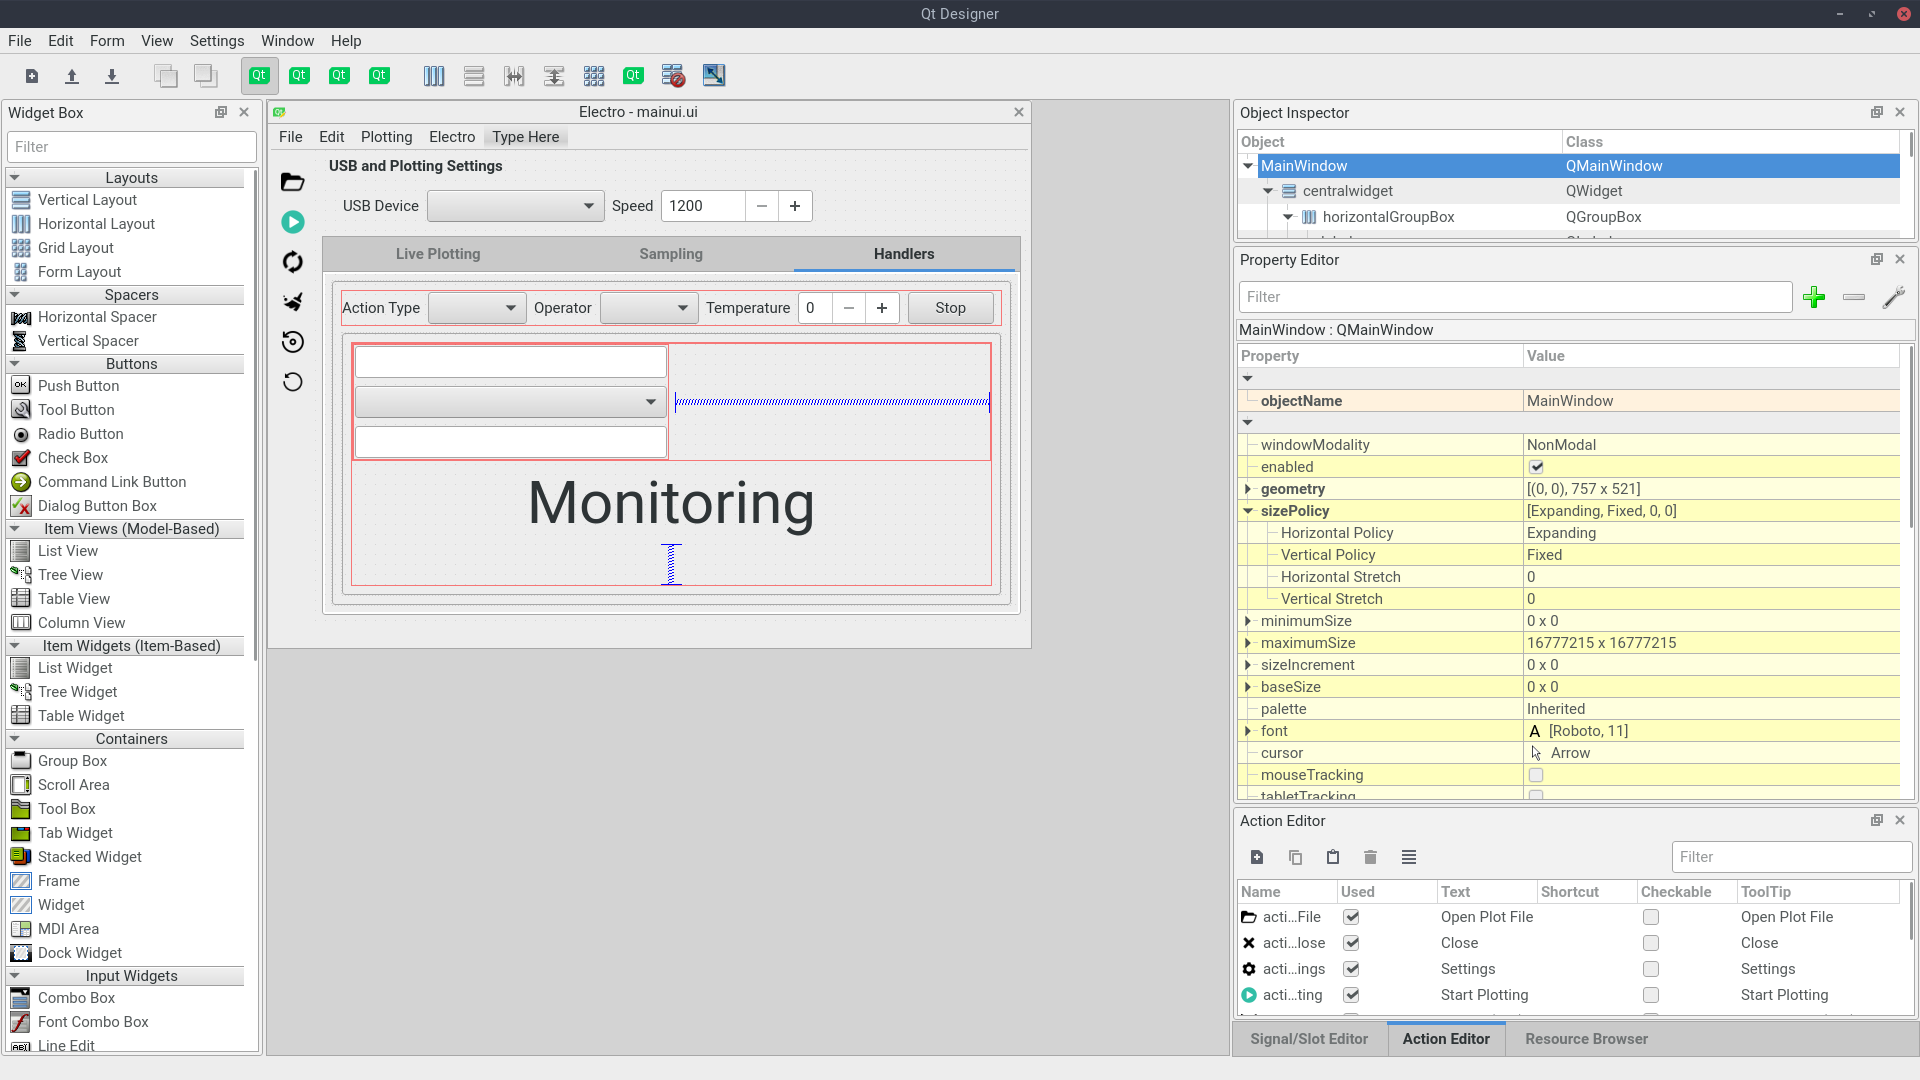 Qt Designer
File Edit Form View Settings Window Help
Qt Qt Qt Qt Qt
Widget Box
Filter
Layouts
Vertical Layout
Horizontal Layout
Grid Layout
Form Layout
Spacers
Horizontal Spacer
Vertical Spacer
Buttons
OK Push Button
Tool Button
Radio Button
Check Box
Command Link Button
Dialog Button Box
Item Views (Model-Based)
List View
Tree View
Table View
Column View
Item Widgets (Item-Based)
List Widget
Tree Widget
Table Widget
Containers
Group Box
Scroll Area
Tool Box
Tab Widget
Stacked Widget
Frame
Widget
MDI Area
Dock Widget
Input Widgets
Combo Box
Font Combo Box
Line Edit
Electro - mainui.ui
File Edit Plotting Electro Type Here
USB and Plotting Settings
USB Device Speed 1200
Live Plotting Sampling Handlers
Action Type Operator Temperature 0 Stop
Monitoring
Object Inspector
Object Class
MainWindow QMainWindow
centralwidget QWidget
horizontalGroupBox QGroupBox
Property Editor
Filter
MainWindow : QMainWindow
Property Value
objectName MainWindow
windowModality NonModal
enabled
geometry [(0, 0), 757 x 521]
sizePolicy [Expanding, Fixed, 0, 0]
Horizontal Policy Expanding
Vertical Policy Fixed
Horizontal Stretch 0
Vertical Stretch 0
minimumSize 0 x 0
maximumSize 16777215 x 16777215
sizeIncrement 0 x 0
baseSize 0 x 0
palette Inherited
font A [Roboto, 11]
cursor Arrow
mouseTracking
tabletTracking
Action Editor
Filter
Name Used Text Shortcut Checkable ToolTip
acti...File Open Plot File Open Plot File
acti...lose Close Close
acti...ings Settings Settings
acti...ting Start Plotting Start Plotting
Signal/Slot Editor Action Editor Resource Browser